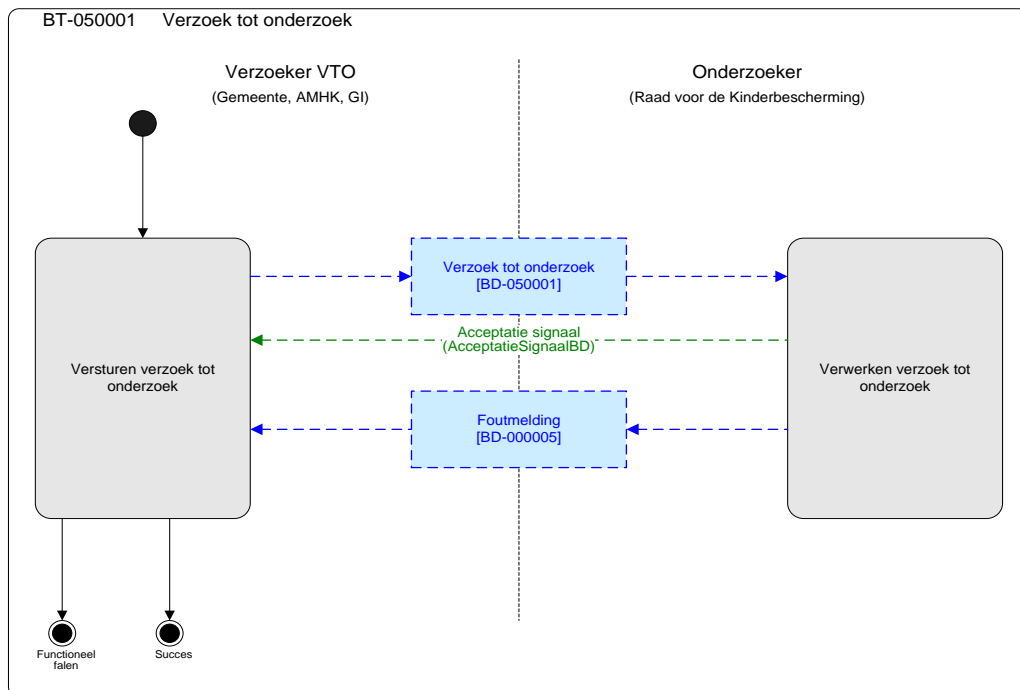 BT-050001 Verzoek tot onderzoek
Verzoeker VTO
(Gemeente, AMHK, GI)
Onderzoeker
(Raad voor de Kinderbescherming)
Verzoek tot onderzoek
[BD-050001]
Acceptatie signaal
(AcceptatieSignaalBD)
Versturen verzoek tot
onderzoek
Verwerken verzoek tot
onderzoek
Foutmelding
[BD-000005]
Functioneel
falen
Succes